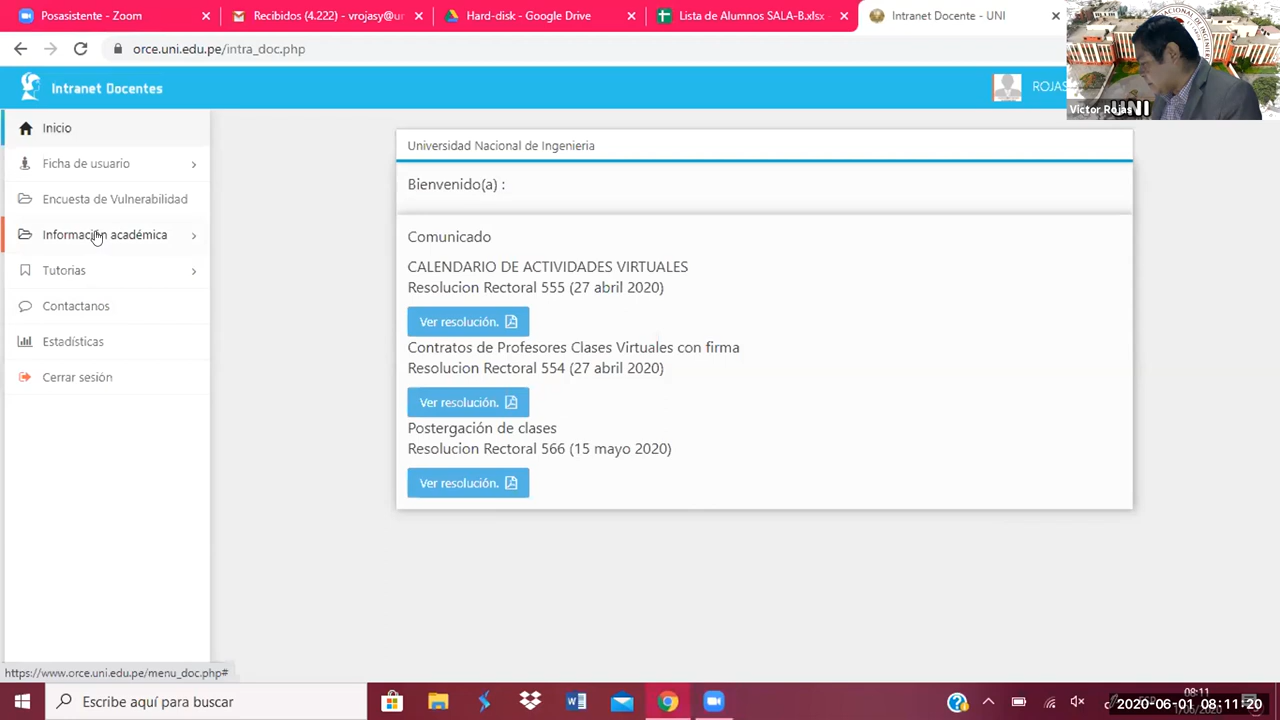 Posasistente - Zoom
Recibidos (4.222) - vrojasy@ur
Hard-disk - Google Drive
Lista de Alumnos SALA-B.xlsx -
Intranet Docente - UNI
orce.uni.edu.pe/intra_doc.php
Intranet Docentes
ROJAS
Victor Rojas
UNI
Inicio
Ficha de usuario
Encuesta de Vulnerabilidad
Información académica
Tutorias
Contactanos
Estadísticas
Cerrar sesión
Universidad Nacional de Ingenieria
Bienvenido(a) :
Comunicado
CALENDARIO DE ACTIVIDADES VIRTUALES
Resolucion Rectoral 555 (27 abril 2020)
Ver resolución.
Contratos de Profesores Clases Virtuales con firma
Resolucion Rectoral 554 (27 abril 2020)
Ver resolución.
Postergación de clases
Resolucion Rectoral 566 (15 mayo 2020)
Ver resolución.
https://www.orce.uni.edu.pe/menu_doc.php#
Escribe aquí para buscar
08:11
2020-06-01 08:11:20